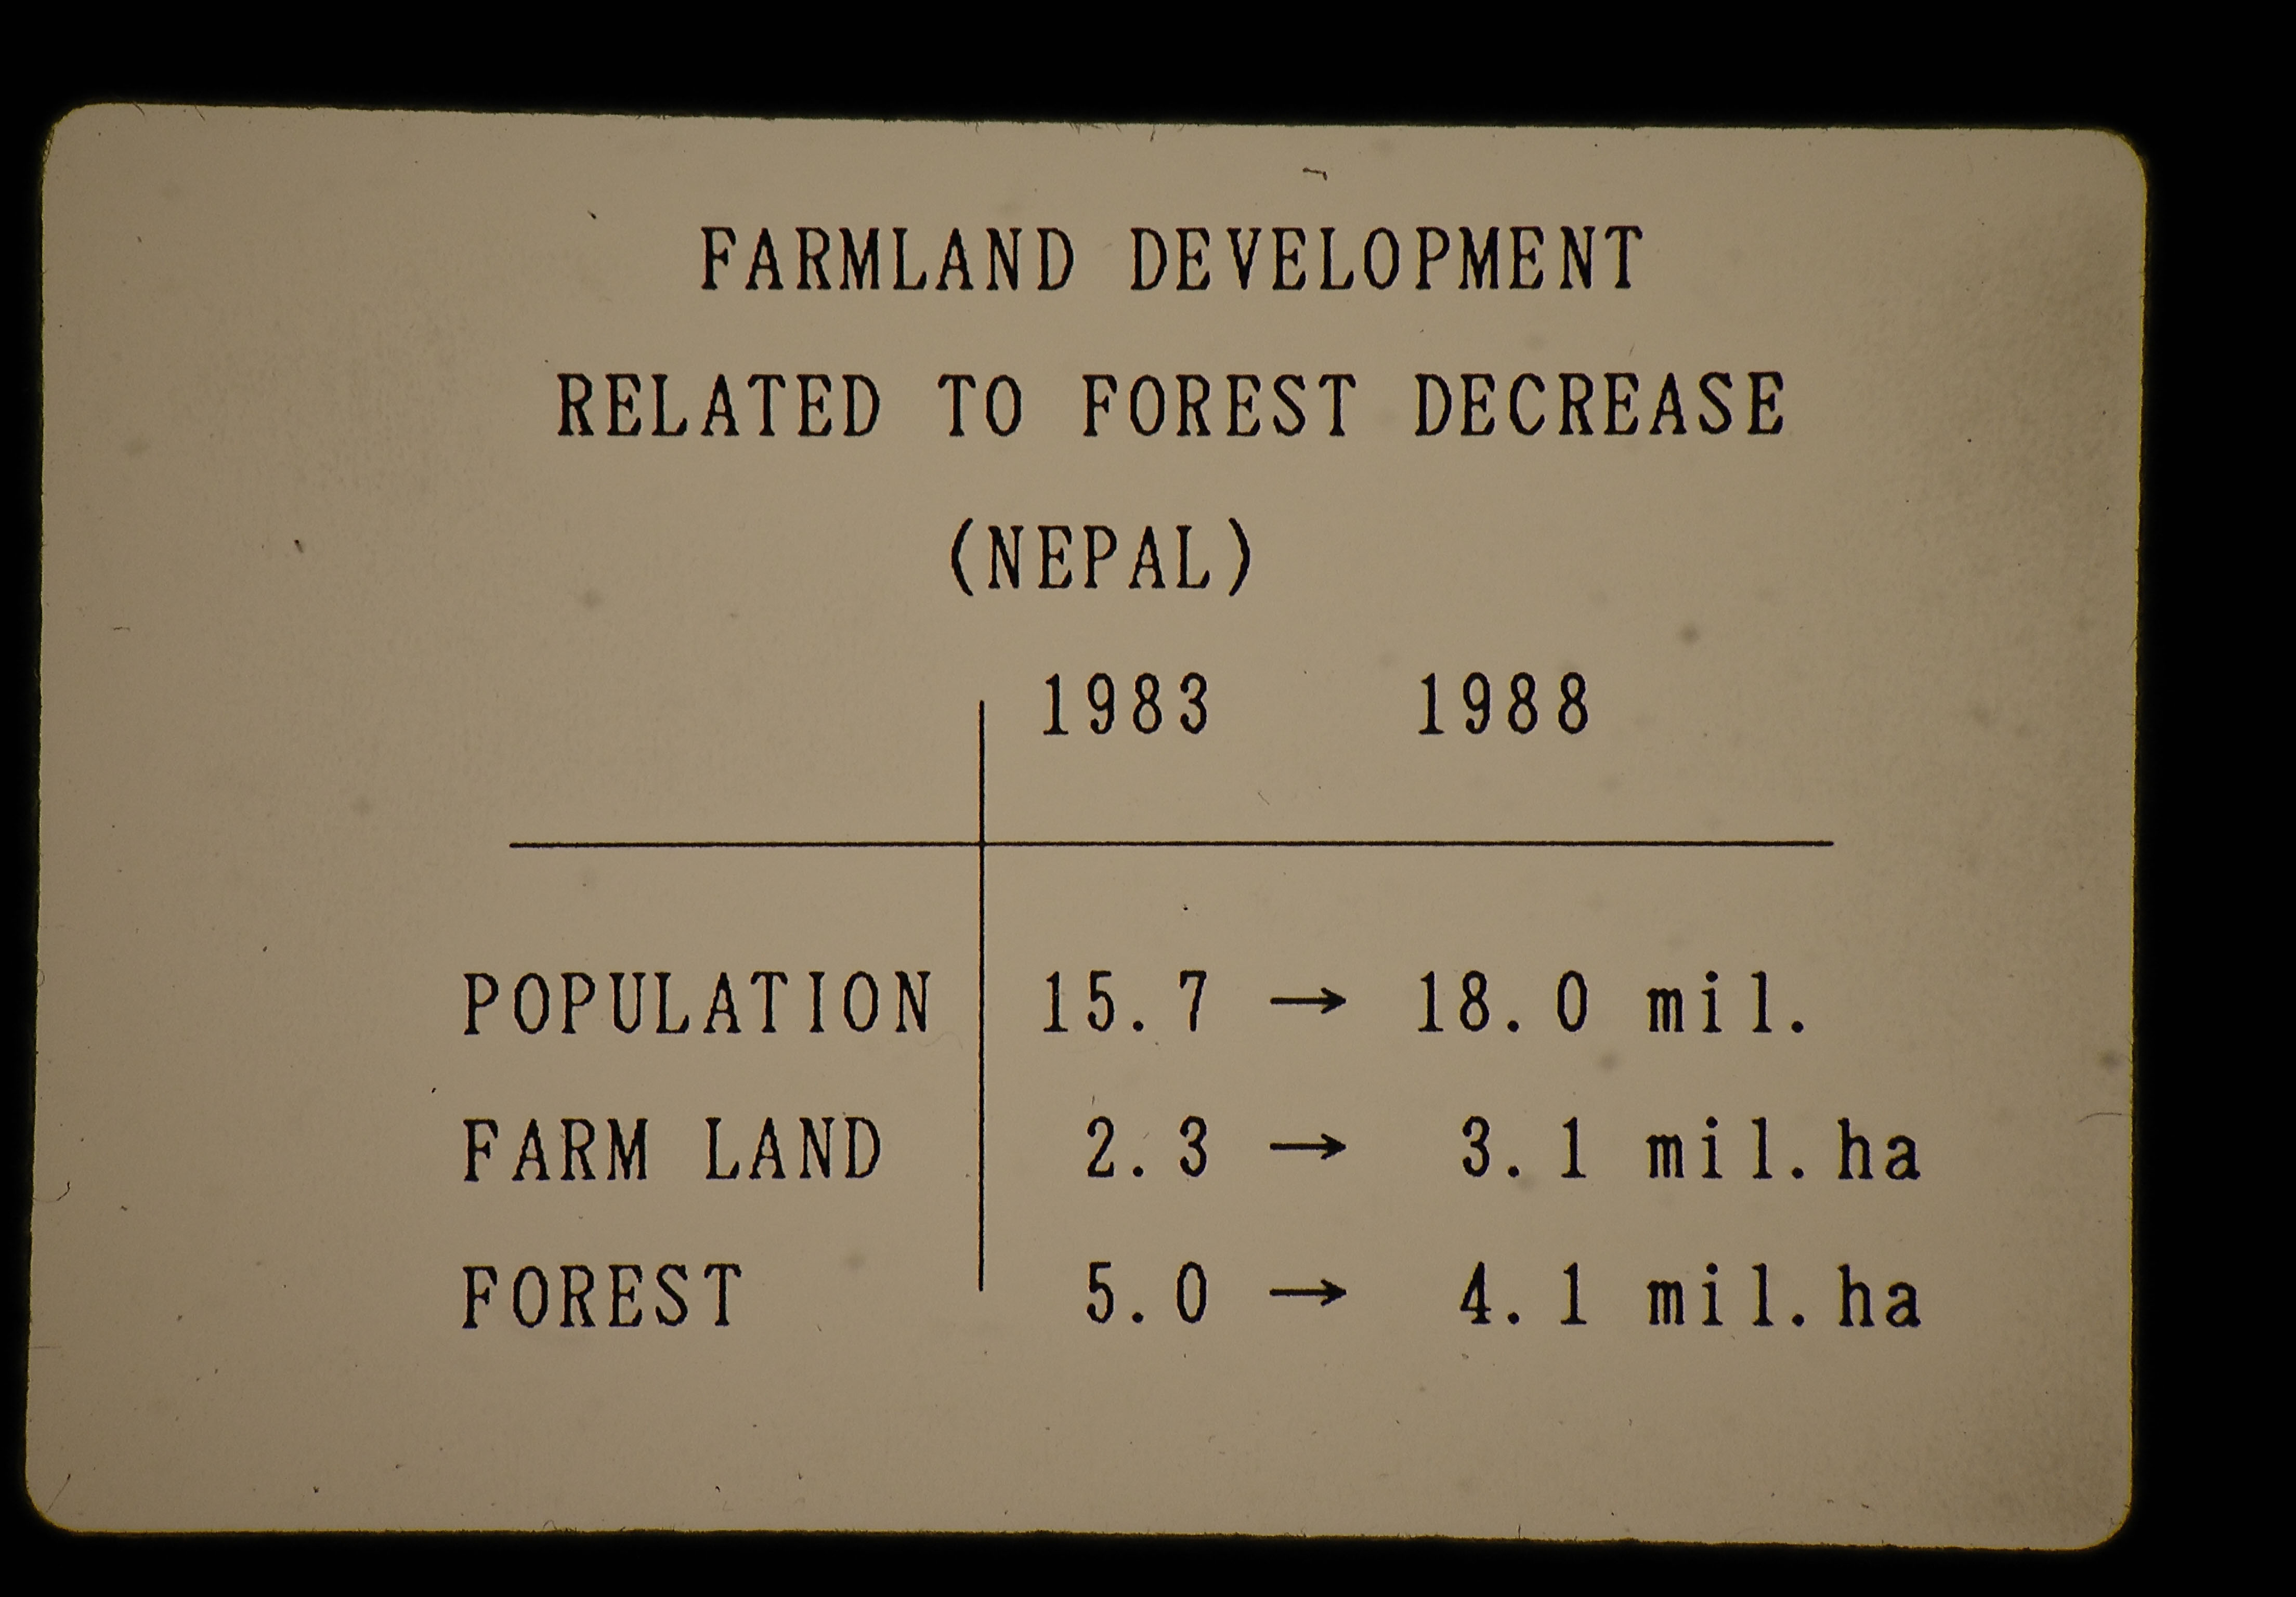 FARMLAND DEVELOPMENT
RELATED TO FOREST DECREASE
(NEPAL)
1983 1988
POPULATION 15.7 → 18.0 mil.
FARM LAND 2.3 → 3.1 mil.ha
FOREST 5.0 → 4.1 mil.ha